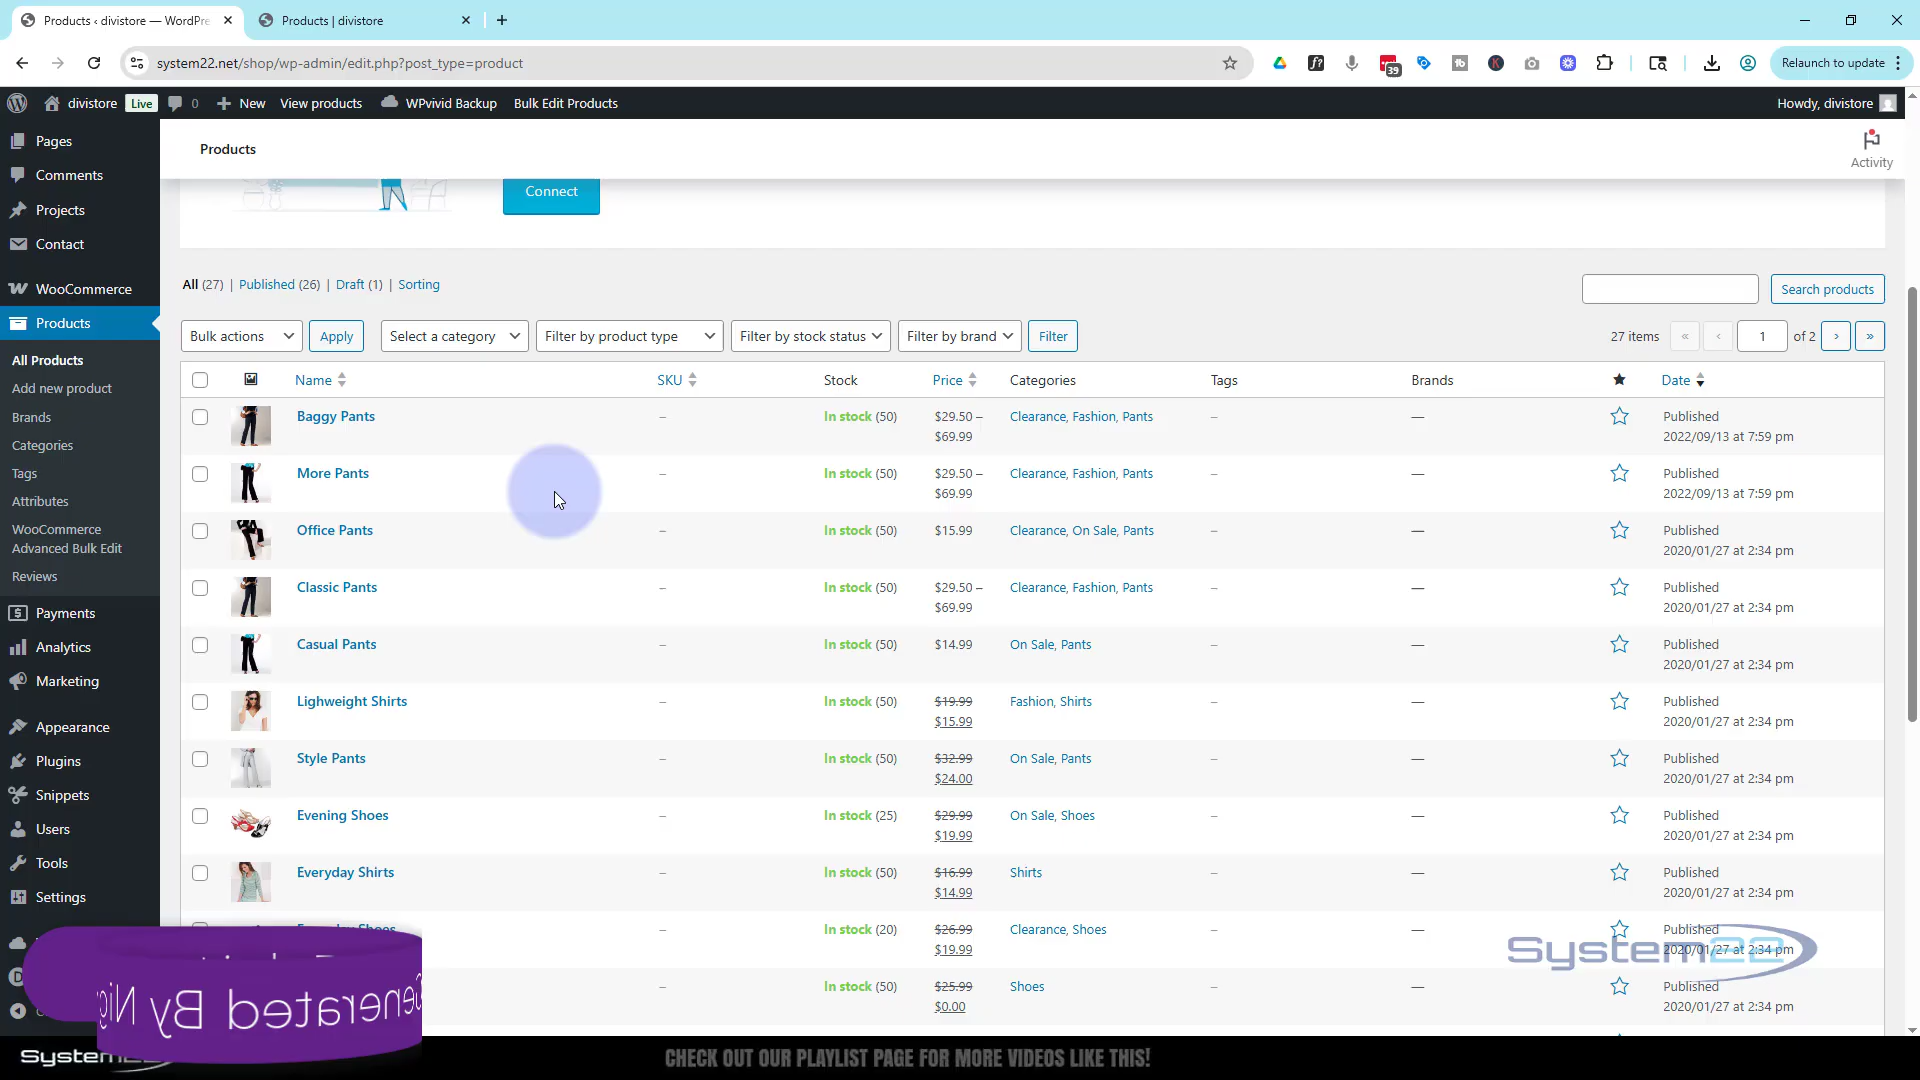 Products ‹ divistore — WordPre
Products | divistore
system22.net/shop/wp-admin/edit.php?post_type=product
39
Relaunch to update
divistore Live 0 New View products WPvivid Backup Bulk Edit Products
Howdy, divistore
Pages
Comments
Projects
Contact
WooCommerce
Products
All Products
Add new product
Brands
Categories
Tags
Attributes
WooCommerce
Advanced Bulk Edit
Reviews
Payments
Analytics
Marketing
Appearance
Plugins
Snippets
Users
Tools
Settings
Products
Activity
Connect
All (27) | Published (26) | Draft (1) | Sorting
Search products
Bulk actions Apply Select a category Filter by product type Filter by stock status Filter by brand Filter
27 items « ‹ 1 of 2 › »
Name SKU Stock Price Categories Tags Brands Date
Baggy Pants – In stock (50) $29.50 – Clearance, Fashion, Pants – — Published
$69.99 2022/09/13 at 7:59 pm
More Pants – In stock (50) $29.50 – Clearance, Fashion, Pants – — Published
$69.99 2022/09/13 at 7:59 pm
Office Pants – In stock (50) $15.99 Clearance, On Sale, Pants – — Published
2020/01/27 at 2:34 pm
Classic Pants – In stock (50) $29.50 – Clearance, Fashion, Pants – — Published
$69.99 2020/01/27 at 2:34 pm
Casual Pants – In stock (50) $14.99 On Sale, Pants – — Published
2020/01/27 at 2:34 pm
Lighweight Shirts – In stock (50) $19.99 Fashion, Shirts – — Published
$15.99 2020/01/27 at 2:34 pm
Style Pants – In stock (50) $32.99 On Sale, Pants – — Published
$24.00 2020/01/27 at 2:34 pm
Evening Shoes – In stock (25) $29.99 On Sale, Shoes – — Published
$19.99 2020/01/27 at 2:34 pm
Everyday Shirts – In stock (50) $16.99 Shirts – — Published
$14.99 2020/01/27 at 2:34 pm
– In stock (20) $26.99 Clearance, Shoes – — Published
$19.99 2020/01/27 at 2:34 pm
– In stock (50) $25.99 Shoes – — Published
$0.00 2020/01/27 at 2:34 pm
System22
Generated By Nig
System22
CHECK OUT OUR PLAYLIST PAGE FOR MORE VIDEOS LIKE THIS!